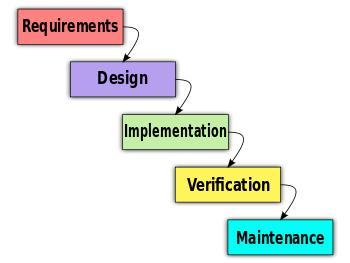 Requirements
Design
Implementation
Verification
Maintenance